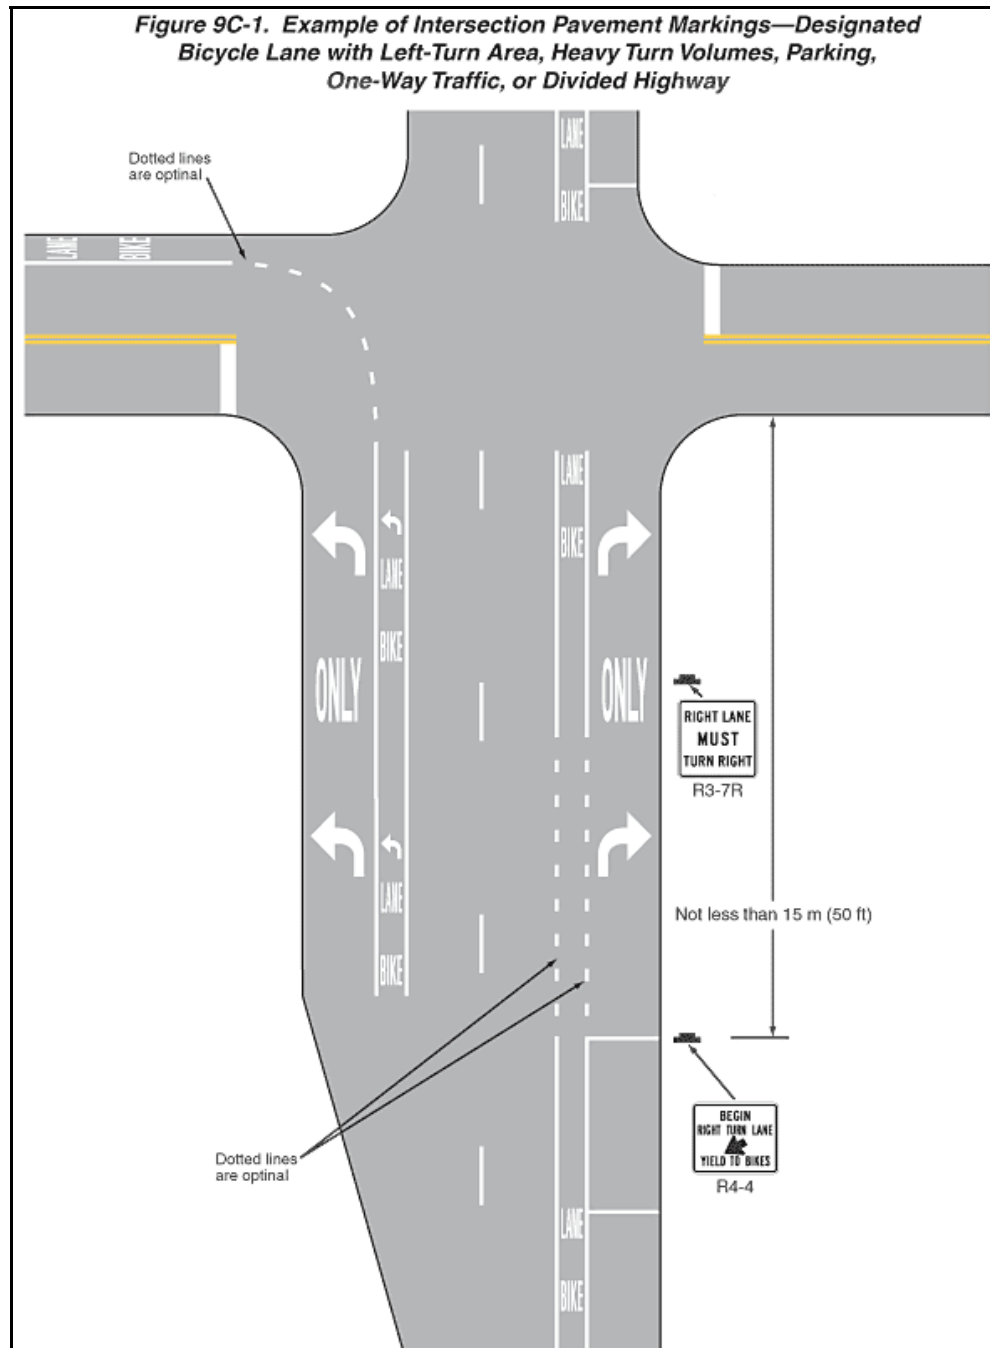 Figure 9C-1. Example of Intersection Pavement Markings—Designated
Bicycle Lane with Left-Turn Area, Heavy Turn Volumes, Parking,
One-Way Traffic, or Divided Highway
LANE
BIKE
Dotted lines
are optinal
LANE BIKE
LANE
BIKE
LANE
BIKE
ONLY
ONLY
RIGHT LANE
MUST
TURN RIGHT
R3-7R
LANE
BIKE
Not less than 15 m (50 ft)
BEGIN
RIGHT TURN LANE
YIELD TO BIKES
R4-4
Dotted lines
are optinal
LANE
BIKE